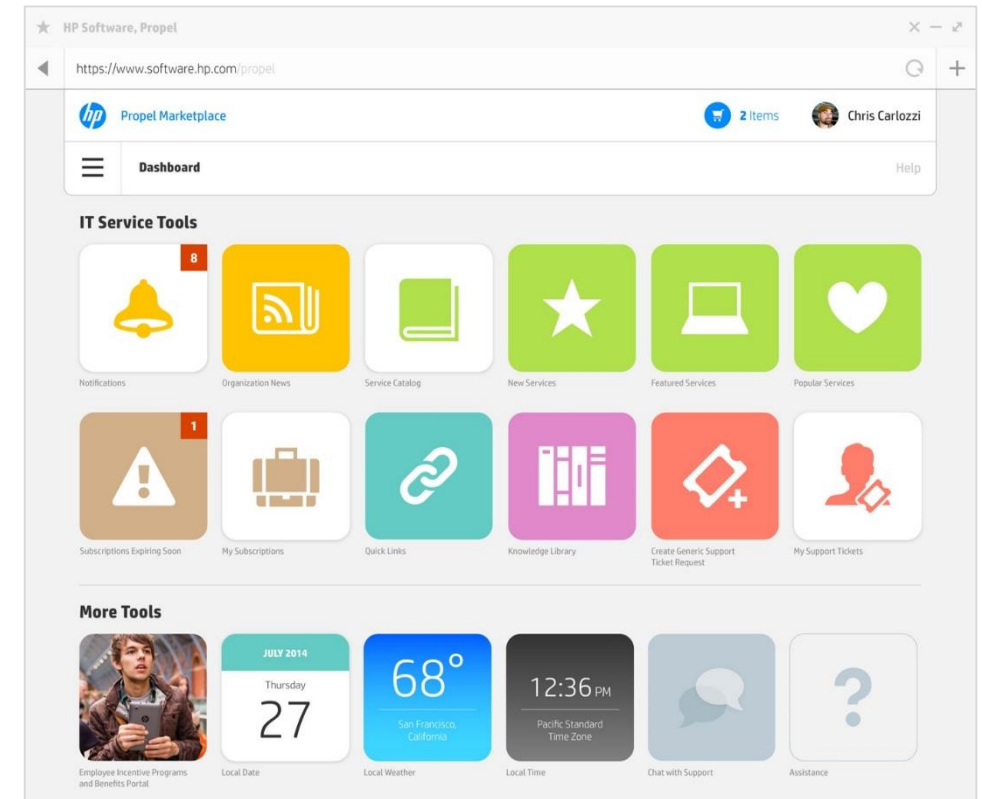 HP Software, Propel
https://www.software.hp.com/propel
hp Propel Marketplace
2 Items
Chris Carlozzi
Dashboard
Help
IT Service Tools
8
Notifications
Organization News
Service Catalog
New Services
Featured Services
Popular Services
1
Subscriptions Expiring Soon
My Subscriptions
Quick Links
Knowledge Library
Create Generic Support
Ticket Request
My Support Tickets
More Tools
Employee Incentive Programs
and Benefits Portal
JULY 2014
Thursday
27
Local Date
68°
San Francisco,
California
Local Weather
12:36 PM
Pacific Standard
Time Zone
Local Time
Chat with Support
?
Assistance